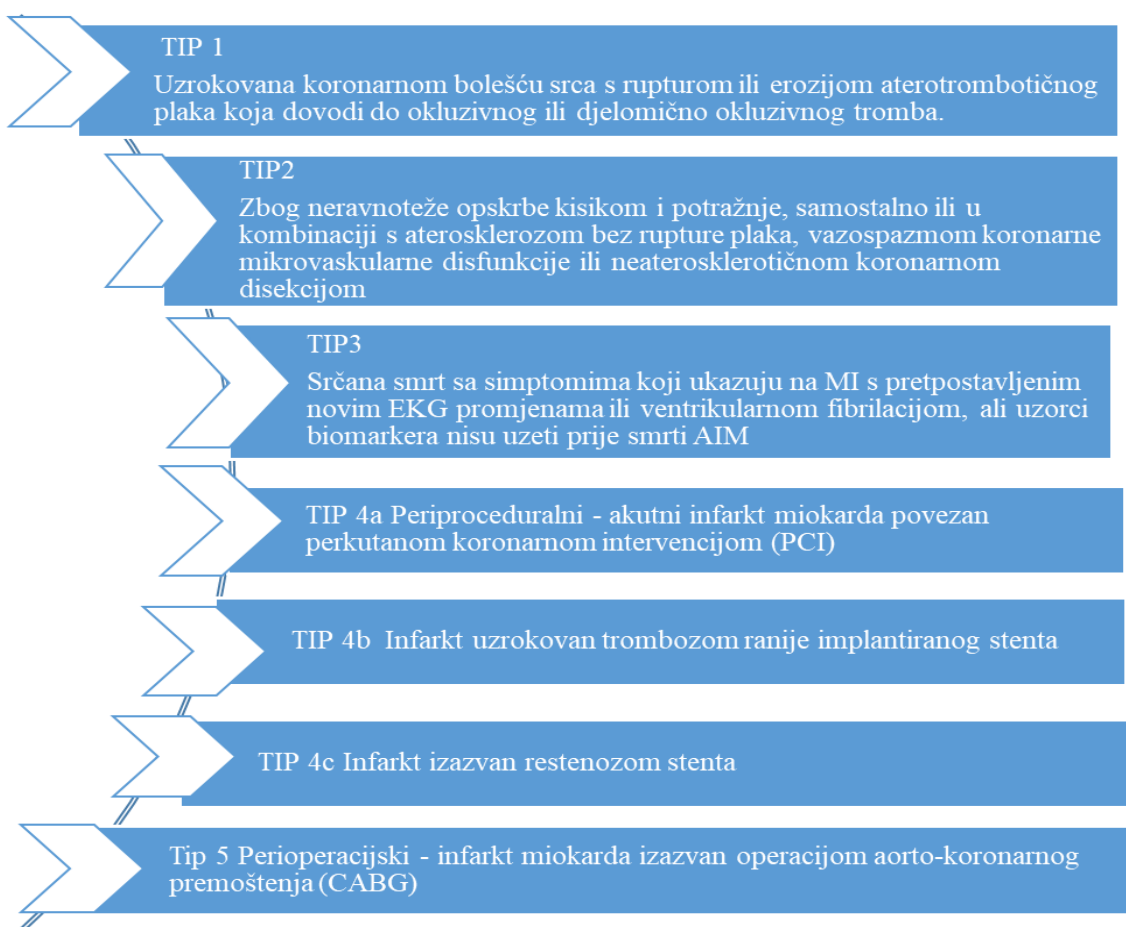 TIP 1
Uzrokovana koronarnom bolešću srca s rupturom ili erozijom aterotrombotičnog
plaka koja dovodi do okluzivnog ili djelomično okluzivnog tromba.
TIP2
Zbog neravnoteže opskrbe kisikom i potražnje, samostalno ili u
kombinaciji s aterosklerozom bez rupture plaka, vazospazmom koronarne
mikrovaskularne disfunkcije ili neaterosklerotičnom koronarnom
disekcijom
TIP3
Srčana smrt sa simptomima koji ukazuju na MI s pretpostavljenim
novim EKG promjenama ili ventrikularnom fibrilacijom, ali uzorci
biomarkera nisu uzeti prije smrti AIM
TIP 4a Periproceduralni - akutni infarkt miokarda povezan
perkutanom koronarnom intervencijom (PCI)
TIP 4b Infarkt uzrokovan trombozom ranije implantiranog stenta
TIP 4c Infarkt izazvan restenozom stenta
Tip 5 Perioperacijski - infarkt miokarda izazvan operacijom aorto-koronarnog
premoštenja (CABG)